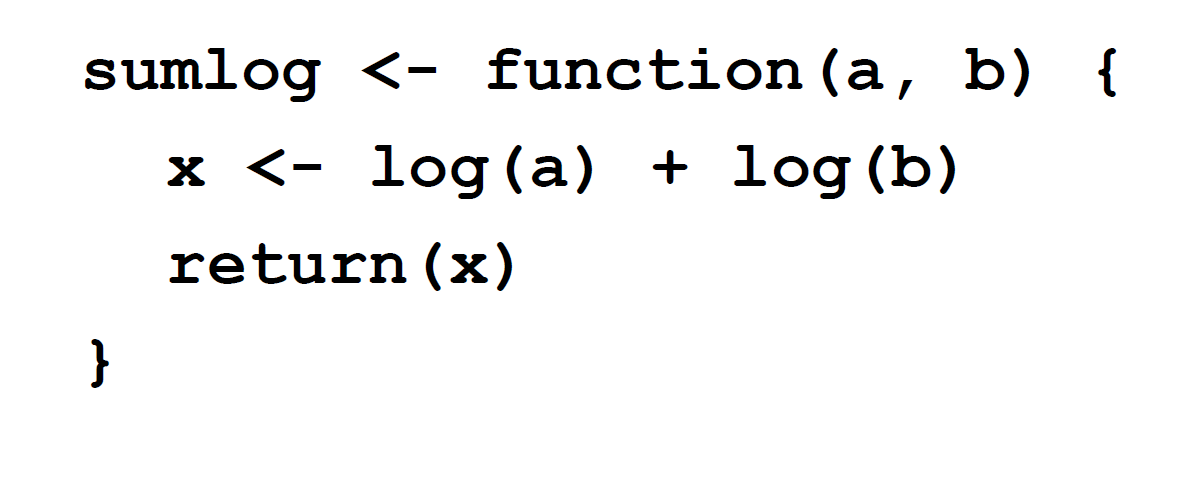 sumlog <- function(a, b) {
  x <- log(a) + log(b)
  return(x)
}